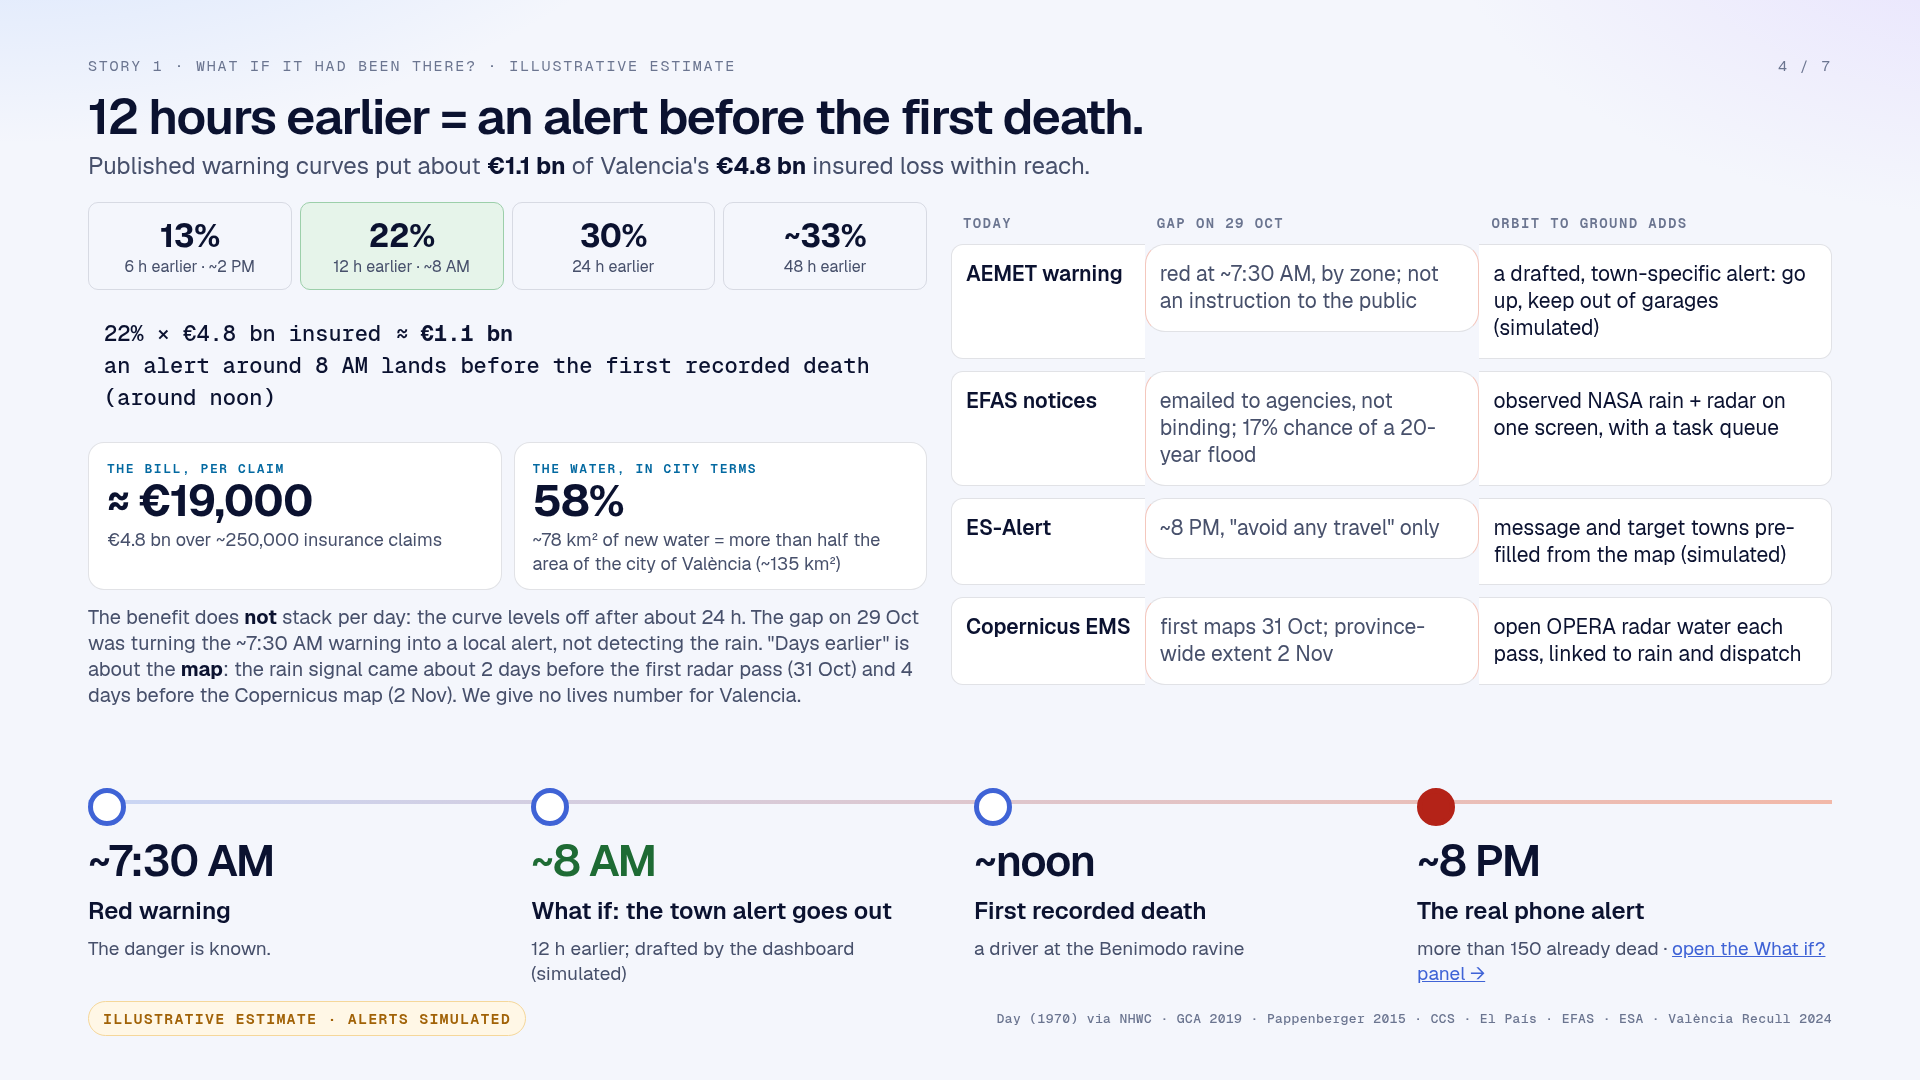 STORY 1 · WHAT IF IT HAD BEEN THERE? · ILLUSTRATIVE ESTIMATE
4 / 7
12 hours earlier = an alert before the first death.
Published warning curves put about €1.1 bn of Valencia's €4.8 bn insured loss within reach.
13%
6 h earlier · ~2 PM
22%
12 h earlier · ~8 AM
30%
24 h earlier
~33%
48 h earlier
22% × €4.8 bn insured ≈ €1.1 bn
an alert around 8 AM lands before the first recorded death
(around noon)
THE BILL, PER CLAIM
≈ €19,000
€4.8 bn over ~250,000 insurance claims
THE WATER, IN CITY TERMS
58%
~78 km² of new water = more than half the
area of the city of València (~135 km²)
The benefit does not stack per day: the curve levels off after about 24 h. The gap on 29 Oct
was turning the ~7:30 AM warning into a local alert, not detecting the rain. "Days earlier" is
about the map: the rain signal came about 2 days before the first radar pass (31 Oct) and 4
days before the Copernicus map (2 Nov). We give no lives number for Valencia.
TODAY
GAP ON 29 OCT
ORBIT TO GROUND ADDS
AEMET warning
red at ~7:30 AM, by zone; not
an instruction to the public
a drafted, town-specific alert: go
up, keep out of garages
(simulated)
EFAS notices
emailed to agencies, not
binding; 17% chance of a 20-
year flood
observed NASA rain + radar on
one screen, with a task queue
ES-Alert
~8 PM, "avoid any travel" only
message and target towns pre-
filled from the map (simulated)
Copernicus EMS
first maps 31 Oct; province-
wide extent 2 Nov
open OPERA radar water each
pass, linked to rain and dispatch
~7:30 AM
Red warning
The danger is known.
~8 AM
What if: the town alert goes out
12 h earlier; drafted by the dashboard
(simulated)
~noon
First recorded death
a driver at the Benimodo ravine
~8 PM
The real phone alert
more than 150 already dead · open the What if?
panel →
ILLUSTRATIVE ESTIMATE · ALERTS SIMULATED
Day (1970) via NHWC · GCA 2019 · Pappenberger 2015 · CCS · El País · EFAS · ESA · València Recull 2024